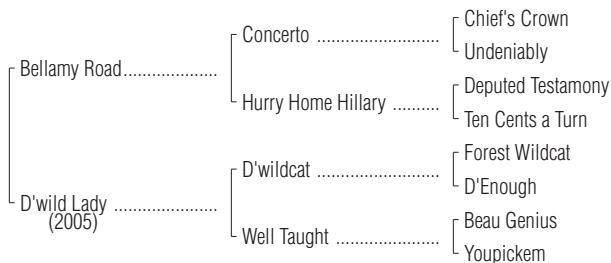 Chief's Crown
Concerto ..........................
Undeniably
Bellamy Road....................
Deputed Testamony
Hurry Home Hillary ..........
Ten Cents a Turn
Forest Wildcat
D'wildcat ..........................
D'Enough
D'wild Lady ......................
(2005)
Beau Genius
Well Taught ......................
Youpickem